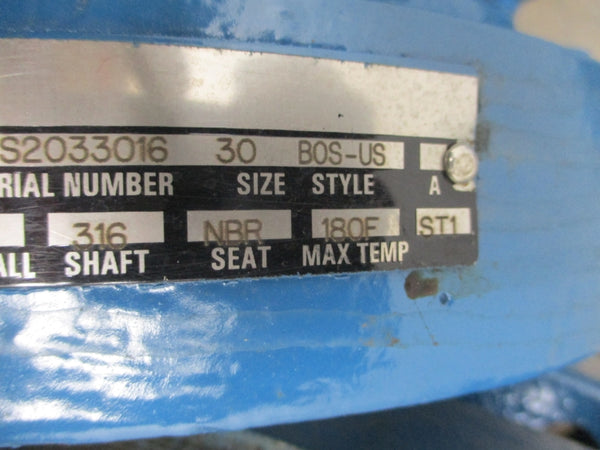 S2033016 30 BOS-US
RIAL NUMBER SIZE STYLE A
316 NBR 180F ST1
ALL SHAFT SEAT MAX TEMP